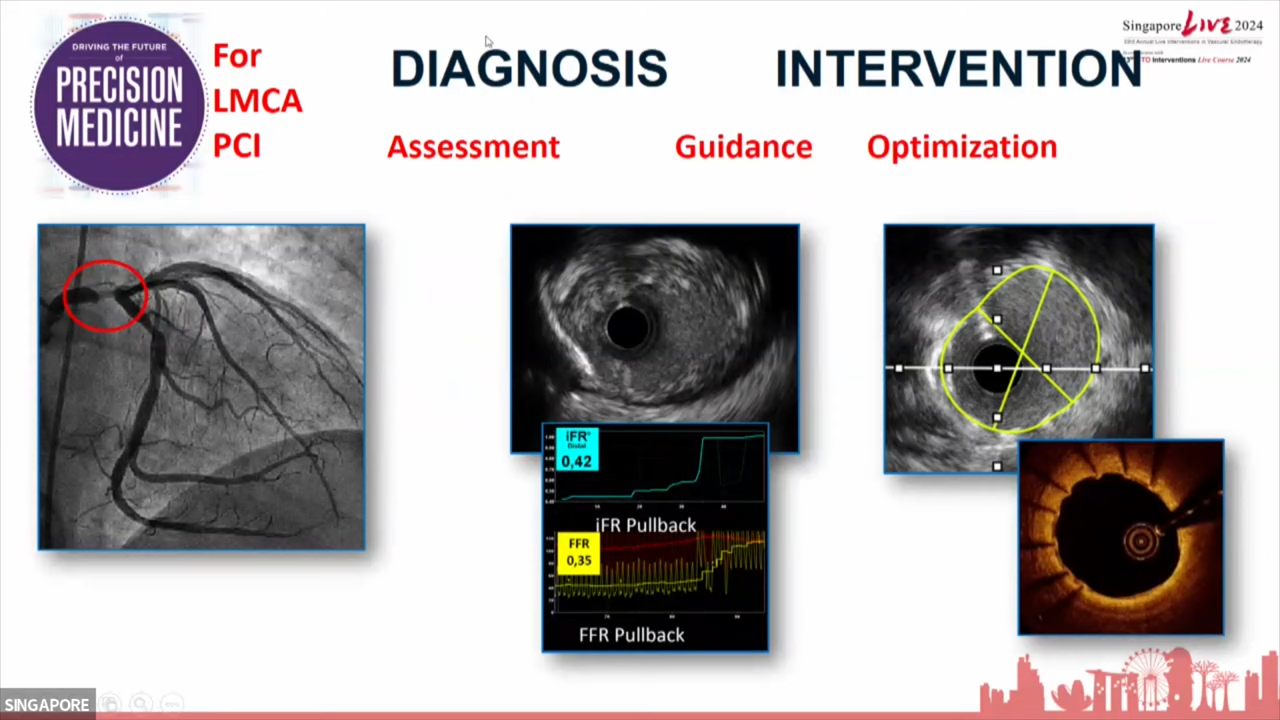 DRIVING THE FUTURE
of
PRECISION
MEDICINE
For
LMCA
PCI
DIAGNOSIS
INTERVENTION
Singapore LIVE 2024
Interventions Live Course 2024
Assessment
Guidance
Optimization
iFR
Distal
0,42
iFR Pullback
FFR
0,35
FFR Pullback
SINGAPORE